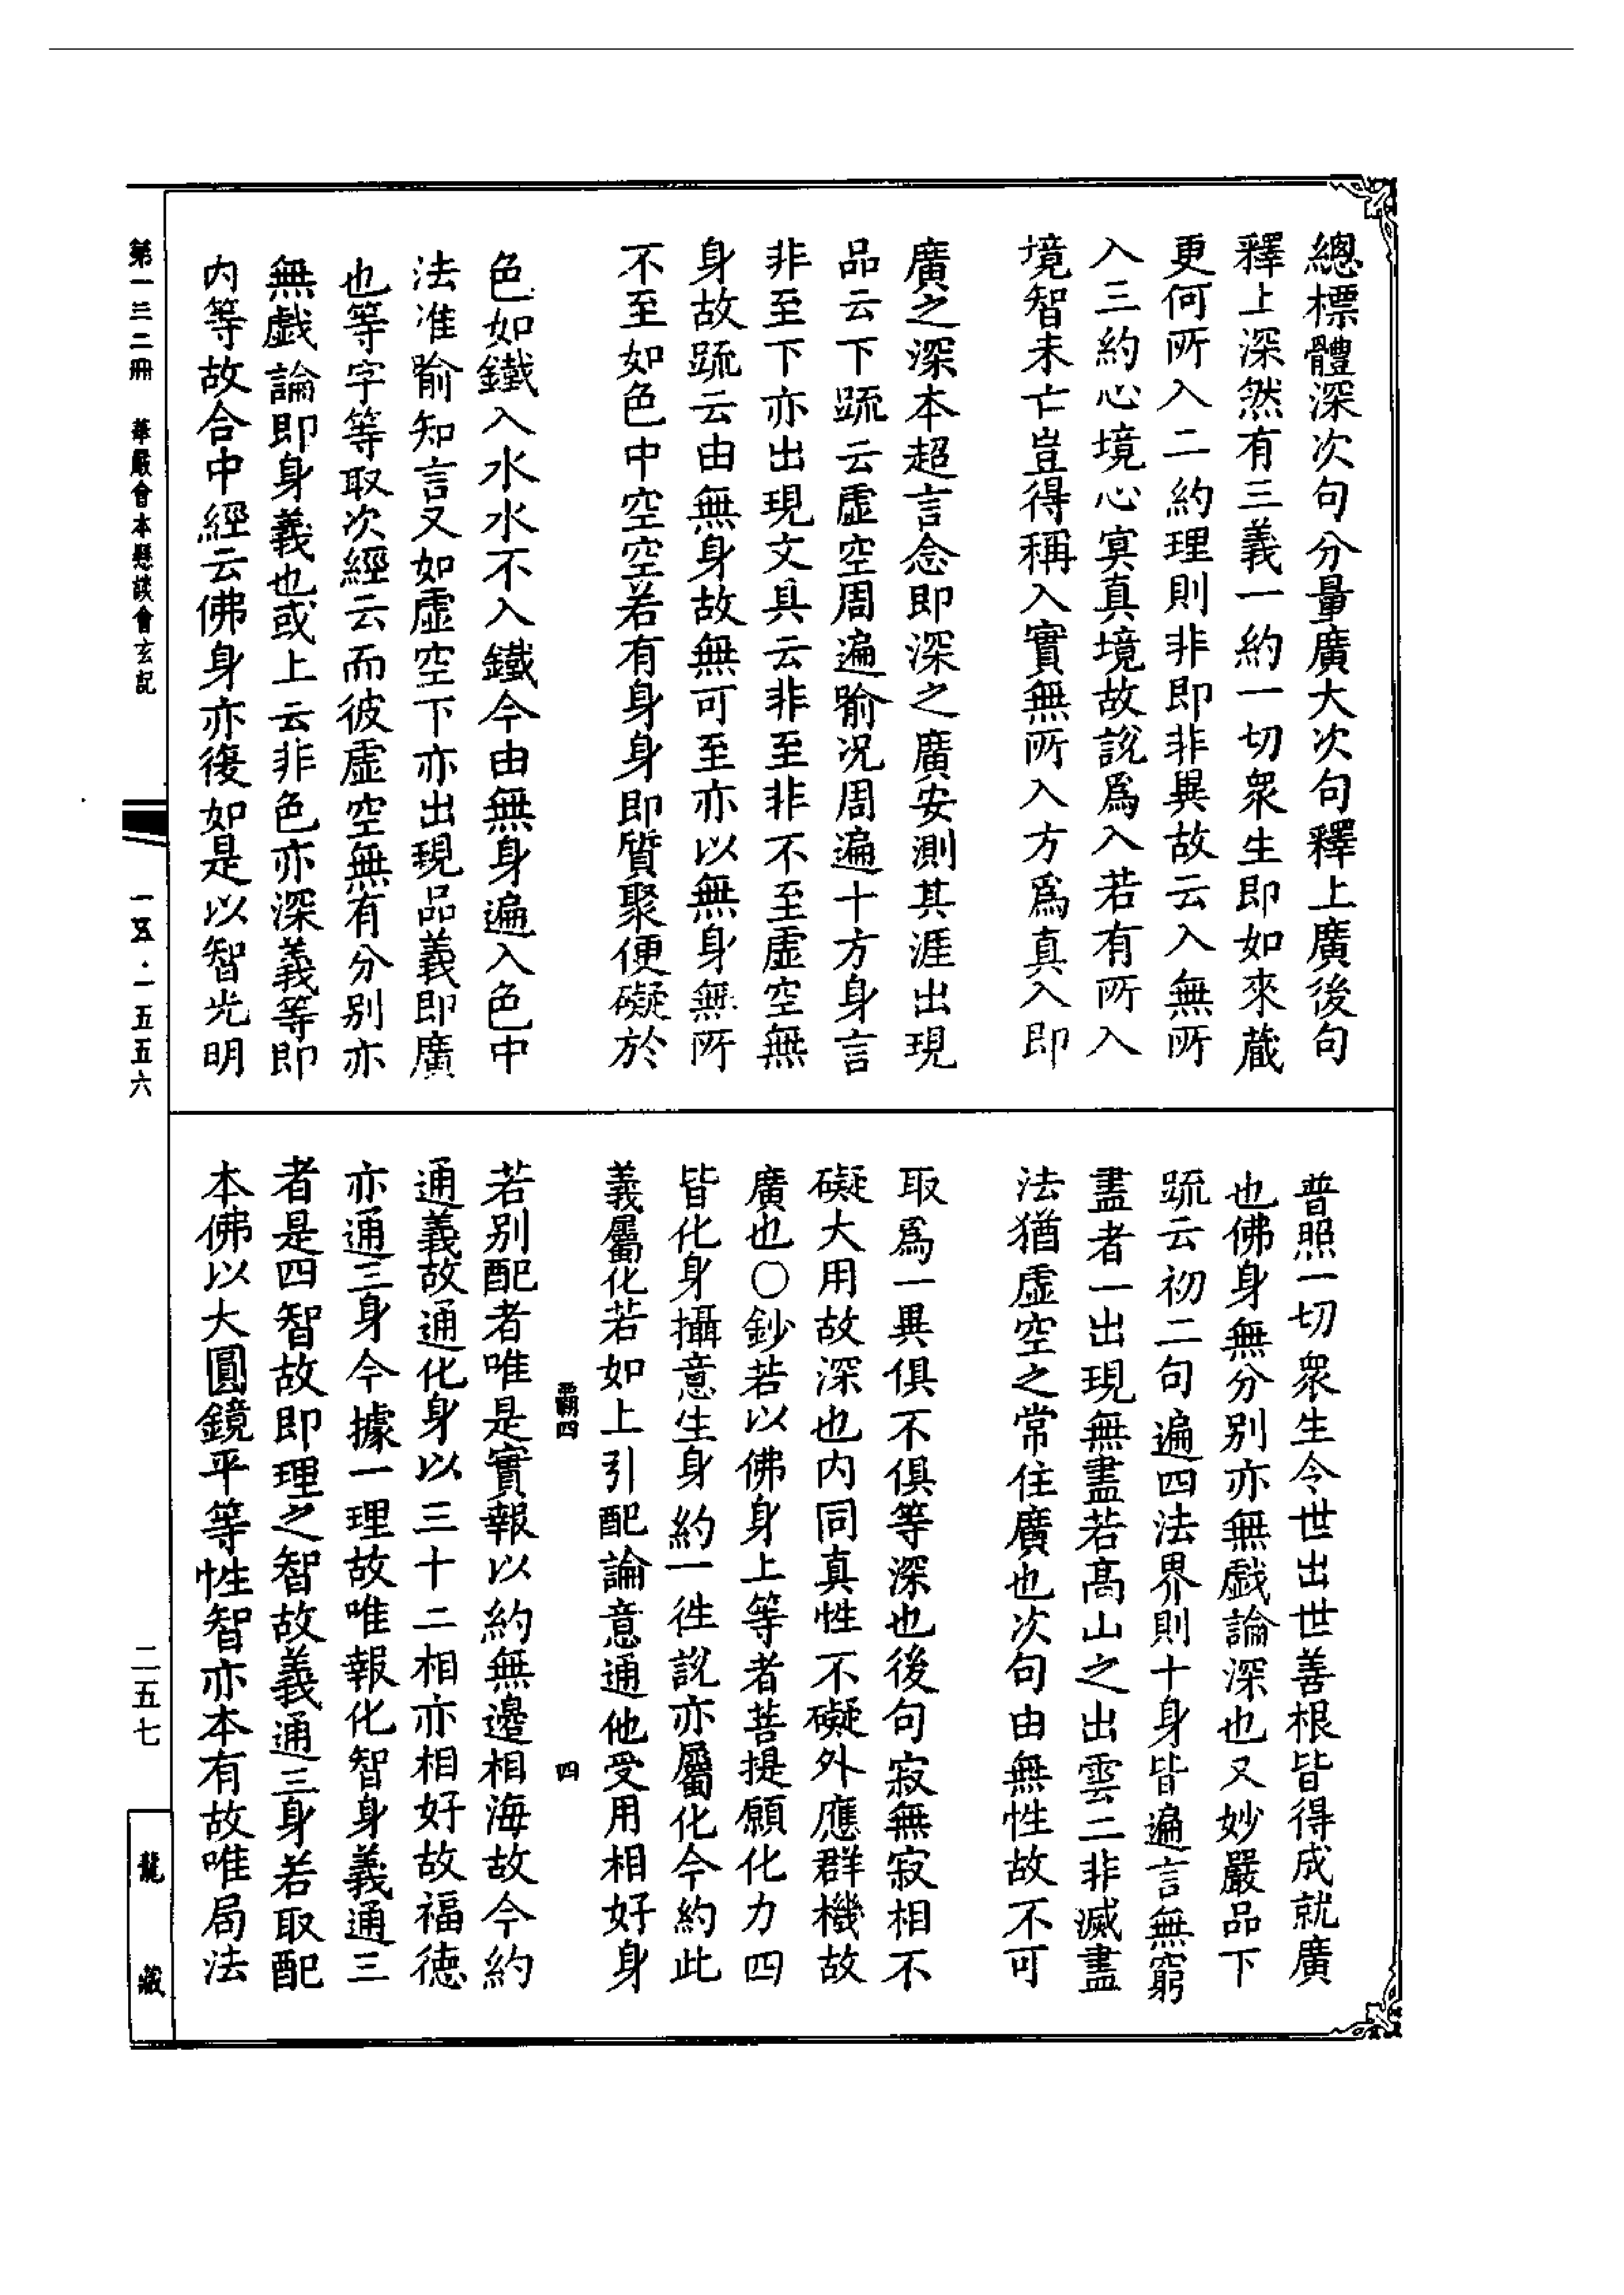 總標體深次句分量廣大次句釋上廣後句
釋上深然有三義一約一切衆生即如來蔵
更何所入二約理則非即非異故云入無所
入三約心境心寞真境故説爲入若有所入
境智未亡豈得稱入實無所入方爲真入即
廣之深本超言念即深之廣安測其涯出現
品云下䟽云虛空周遍喻况周遍十方身言
非至下亦出現文具云非至非不至虛空無
身故䟽云由無身故無可至亦以無身無所
不至如色中空空若有身身即質聚便礙於
色如鐵入水水不入鐵今由無身遍入色中
法准喻知言又如虛空下亦出現品義即廣
也等字等取次經云而彼虛空無有分别亦
無戲論即身義也或上云非色亦深義等即
内等故合中經云佛身亦復如是以智光明
普照一切衆生令世出世善根皆得成就廣
也佛身無分别亦無戲論深也又妙嚴品下
䟽云初二句遍四法界則十身皆遍言無窮
盡者一出現無盡若高山之出雲二非滅盡
法猶虛空之常住廣也次句由無性故不可
取爲一異俱不俱等深也後句寂無寂相不
礙大用故深也内同真性不礙外應群機故
廣也○鈔若以佛身上等者菩提願化力四
皆化身攝意生身約一徃説亦屬化今約此
義屬化若如上引配論意通他受用相好身
四
若别配者唯是實報以約無邊相海故今約
通義故通化身以三十二相亦相好故福德
亦通三身今據一理故唯報化智身義通三
者是四智故即理之智故義通三身若取配
本佛以大圓鏡平等性智亦本有故唯局法
第一三二冊　華嚴會本懸談會玄記
一五五·一五五六
二五七
龍藏